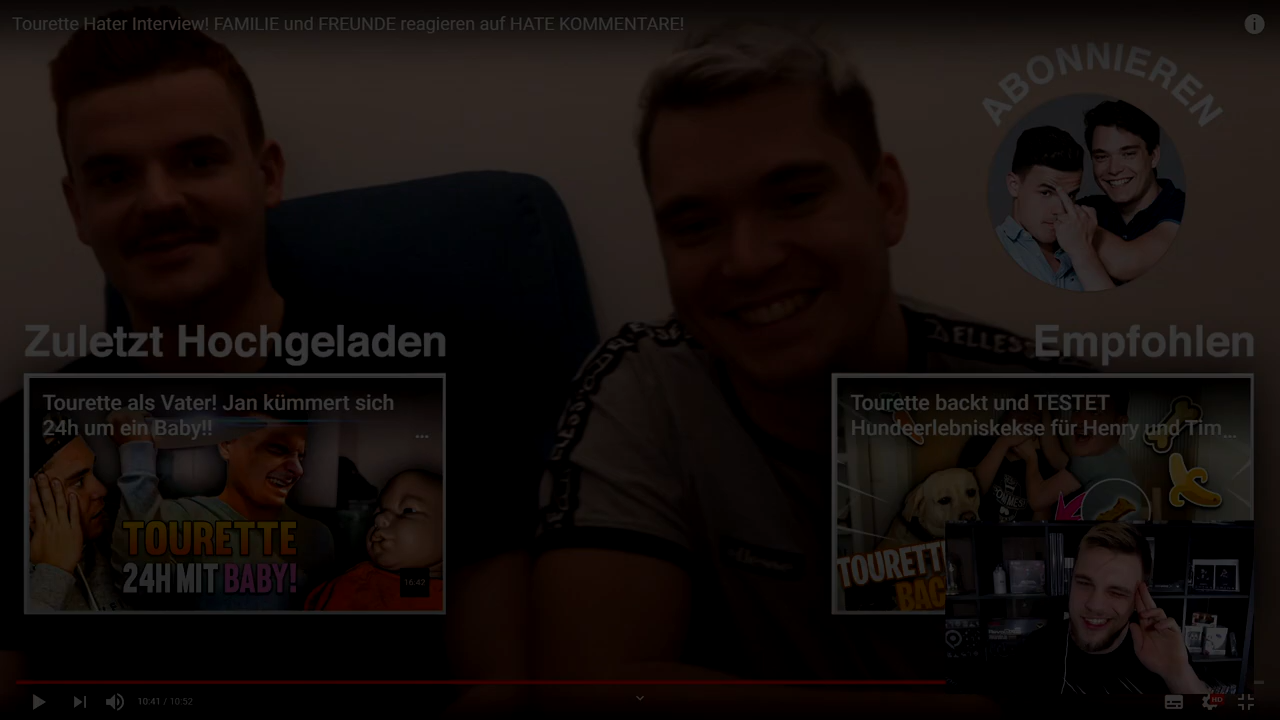 Tourette Hater Interview! FAMILIE und FREUNDE reagieren auf HATE KOMMENTARE!
ABONNIEREN
Zuletzt Hochgeladen
Empfohlen
Tourette als Vater! Jan kümmert sich
24h um ein Baby!!
...
TOURETTE
24H MIT BABY!
16:42
Tourette backt und TESTET
Hundeerlebniskekse für Henry und Tim...
10:41 / 10:52
HD